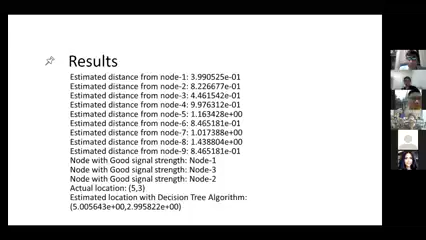 Results
Estimated distance from node-1: 3.990525e-01
Estimated distance from node-2: 8.226677e-01
Estimated distance from node-3: 4.461542e-01
Estimated distance from node-4: 9.976312e-01
Estimated distance from node-5: 1.163428e+00
Estimated distance from node-6: 8.465181e-01
Estimated distance from node-7: 1.017388e+00
Estimated distance from node-8: 1.438804e+00
Estimated distance from node-9: 8.465181e-01
Node with Good signal strength: Node-1
Node with Good signal strength: Node-3
Node with Good signal strength: Node-2
Actual location: (5,3)
Estimated location with Decision Tree Algorithm:
(5.005643e+00,2.995822e+00)